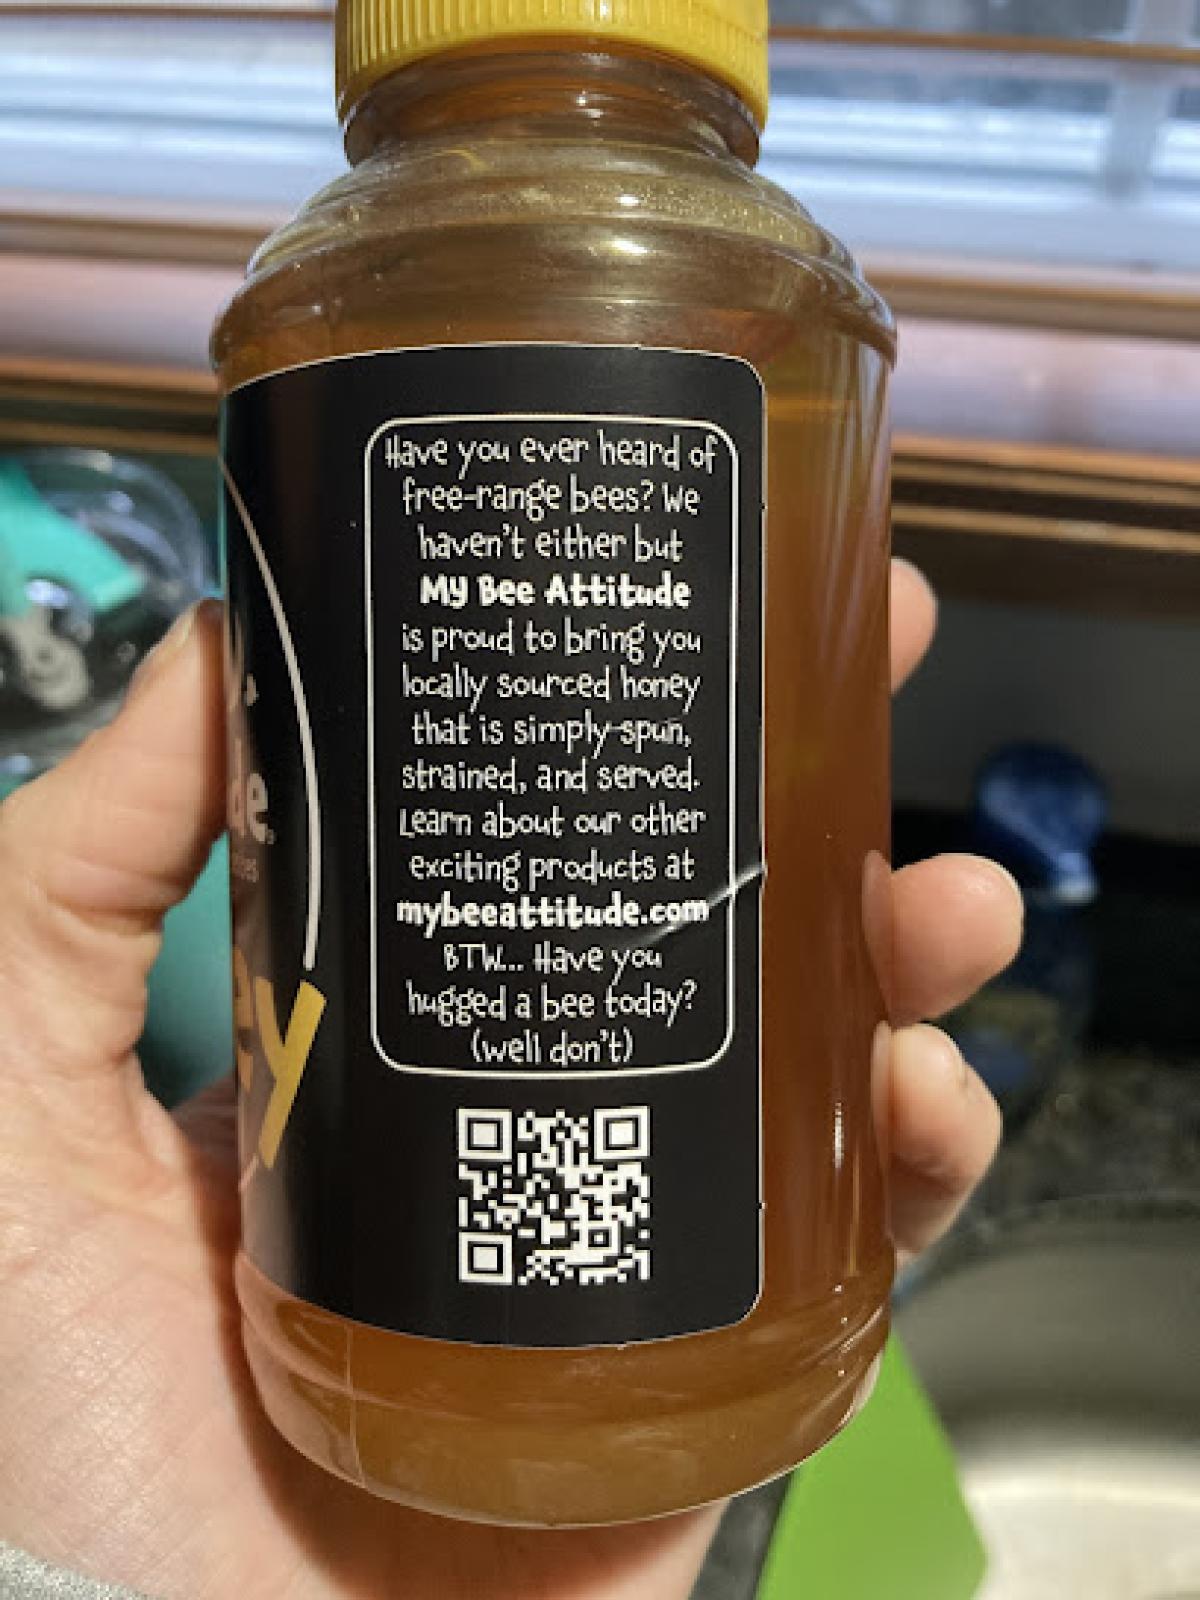 Have you ever heard of
free-range bees? We
haven't either but
My Bee Attitude
is proud to bring you
locally sourced honey
that is simply spun,
strained, and served.
Learn about our other
exciting products at
mybeeattitude.com
BTW... Have you
hugged a bee today?
(well don't)